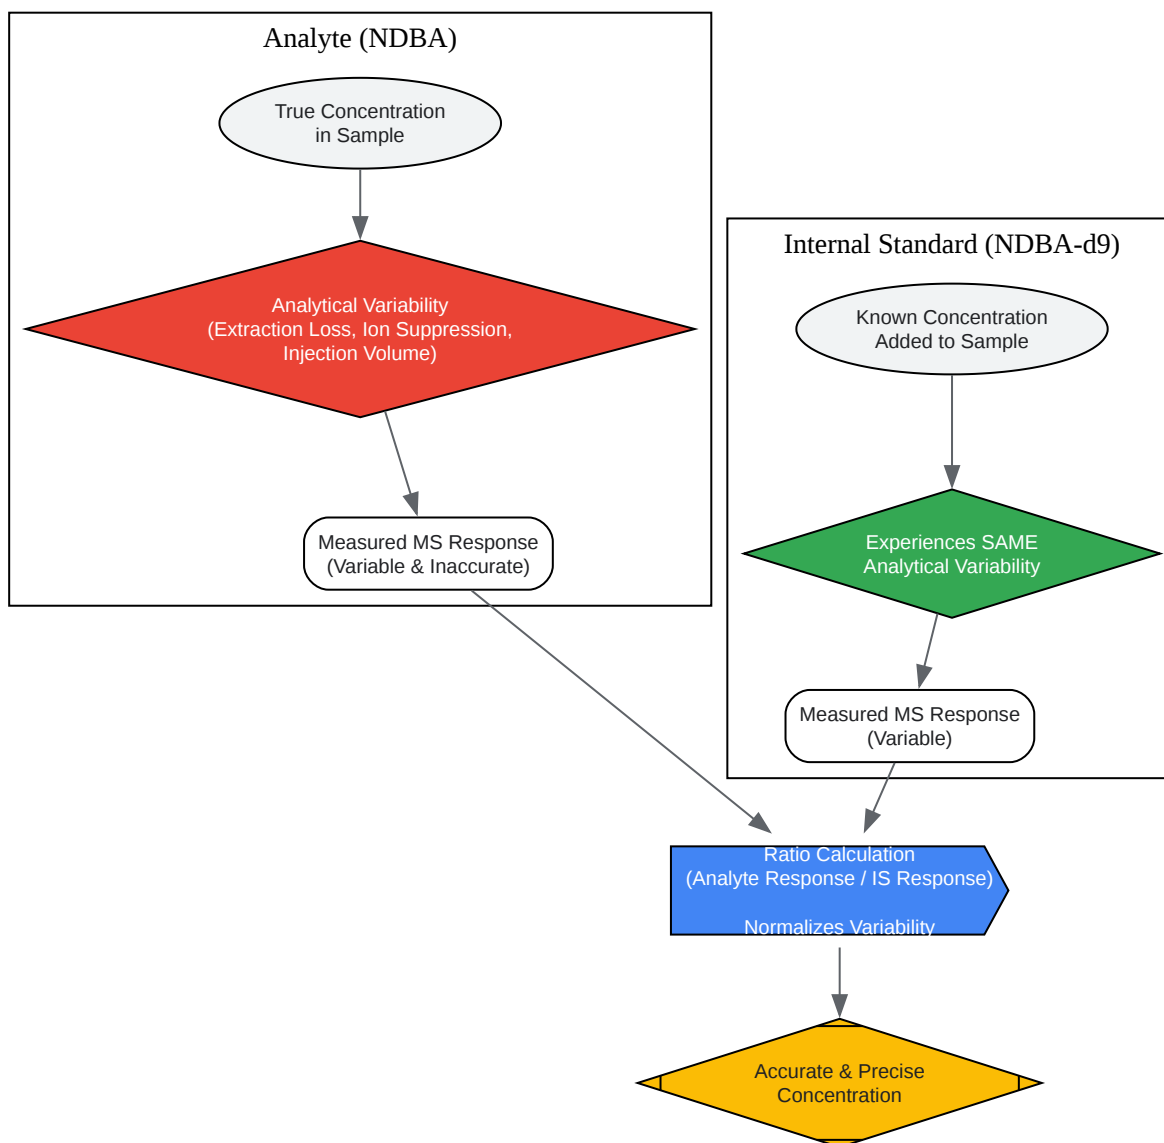 Analyte (NDBA)
True Concentration
in Sample
Analytical Variability
(Extraction Loss, Ion Suppression,
Injection Volume)
Measured MS Response
(Variable & Inaccurate)
Internal Standard (NDBA-d9)
Known Concentration
Added to Sample
Experiences SAME
Analytical Variability
Measured MS Response
(Variable)
Ratio Calculation
(Analyte Response / IS Response)
Normalizes Variability
Accurate & Precise
Concentration